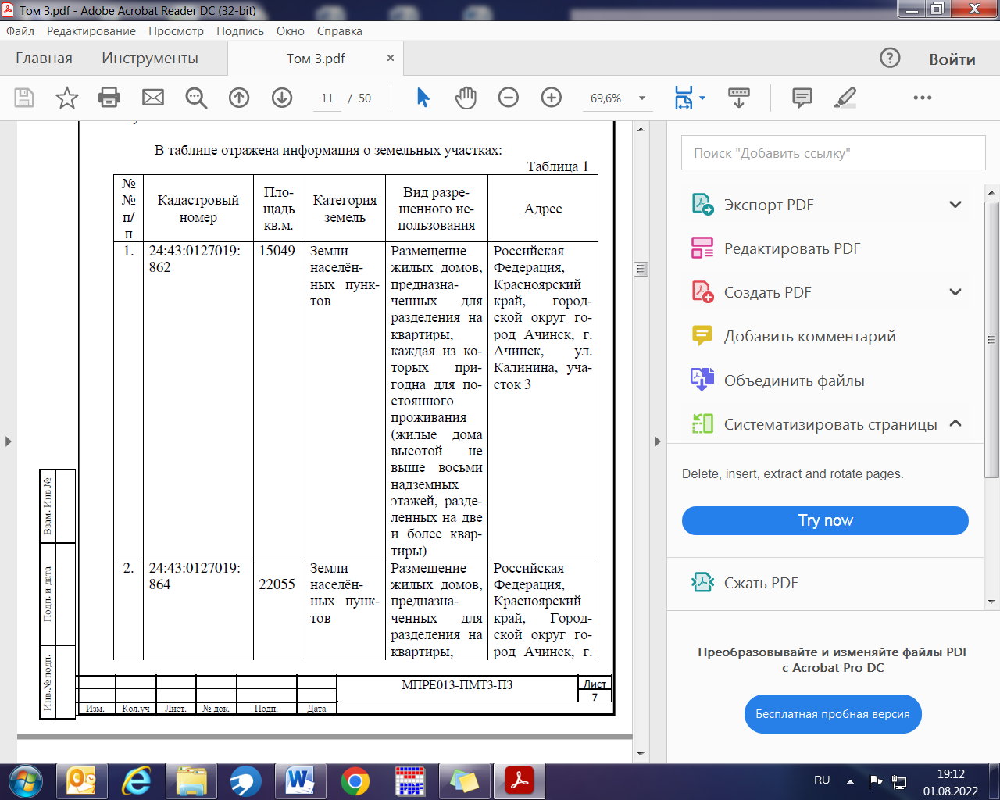 Том 3.pdf - Adobe Acrobat Reader DC (32-bit)
Файл Редактирование Просмотр Подпись Окно Справка
Главная Инструменты Том 3.pdf × Войти
11 / 50 69,6%
В таблице отражена информация о земельных участках:
Таблица 1
№
№
п/
п
Кадастровый
номер
Пло-
щадь
кв.м.
Категория
земель
Вид разре-
шенного ис-
пользования
Адрес
1.
24:43:0127019:
862
15049
Земли
населён-
ных пунк-
тов
Размещение
жилых домов,
предназна-
ченных для
разделения на
квартиры,
каждая из ко-
торых при-
годна для по-
стоянного
проживания
(жилые дома
высотой не
выше восьми
надземных
этажей, разде-
ленных на две
и более квар-
тиры)
Российская
Федерация,
Красноярский
край, город-
ской округ го-
род Ачинск, г.
Ачинск, ул.
Калинина, уча-
сток 3
2.
24:43:0127019:
864
22055
Земли
населён-
ных пунк-
тов
Размещение
жилых домов,
предназна-
ченных для
разделения на
квартиры,
Российская
Федерация,
Красноярский
край, Город-
ской округ го-
род Ачинск, г.
Взам. Инв №
Подп. и дата
Инв.№ подп.
МПРЕ013-ПМТ3-ПЗ
Лист
7
Изм. Кол.уч Лист. № док. Подп. Дата
Поиск "Добавить ссылку"
Экспорт PDF
Редактировать PDF
Создать PDF
Добавить комментарий
Объединить файлы
Систематизировать страницы
Delete, insert, extract and rotate pages.
Try now
Сжать PDF
Преобразовывайте и изменяйте файлы PDF
с Acrobat Pro DC
Бесплатная пробная версия
RU
19:12
01.08.2022